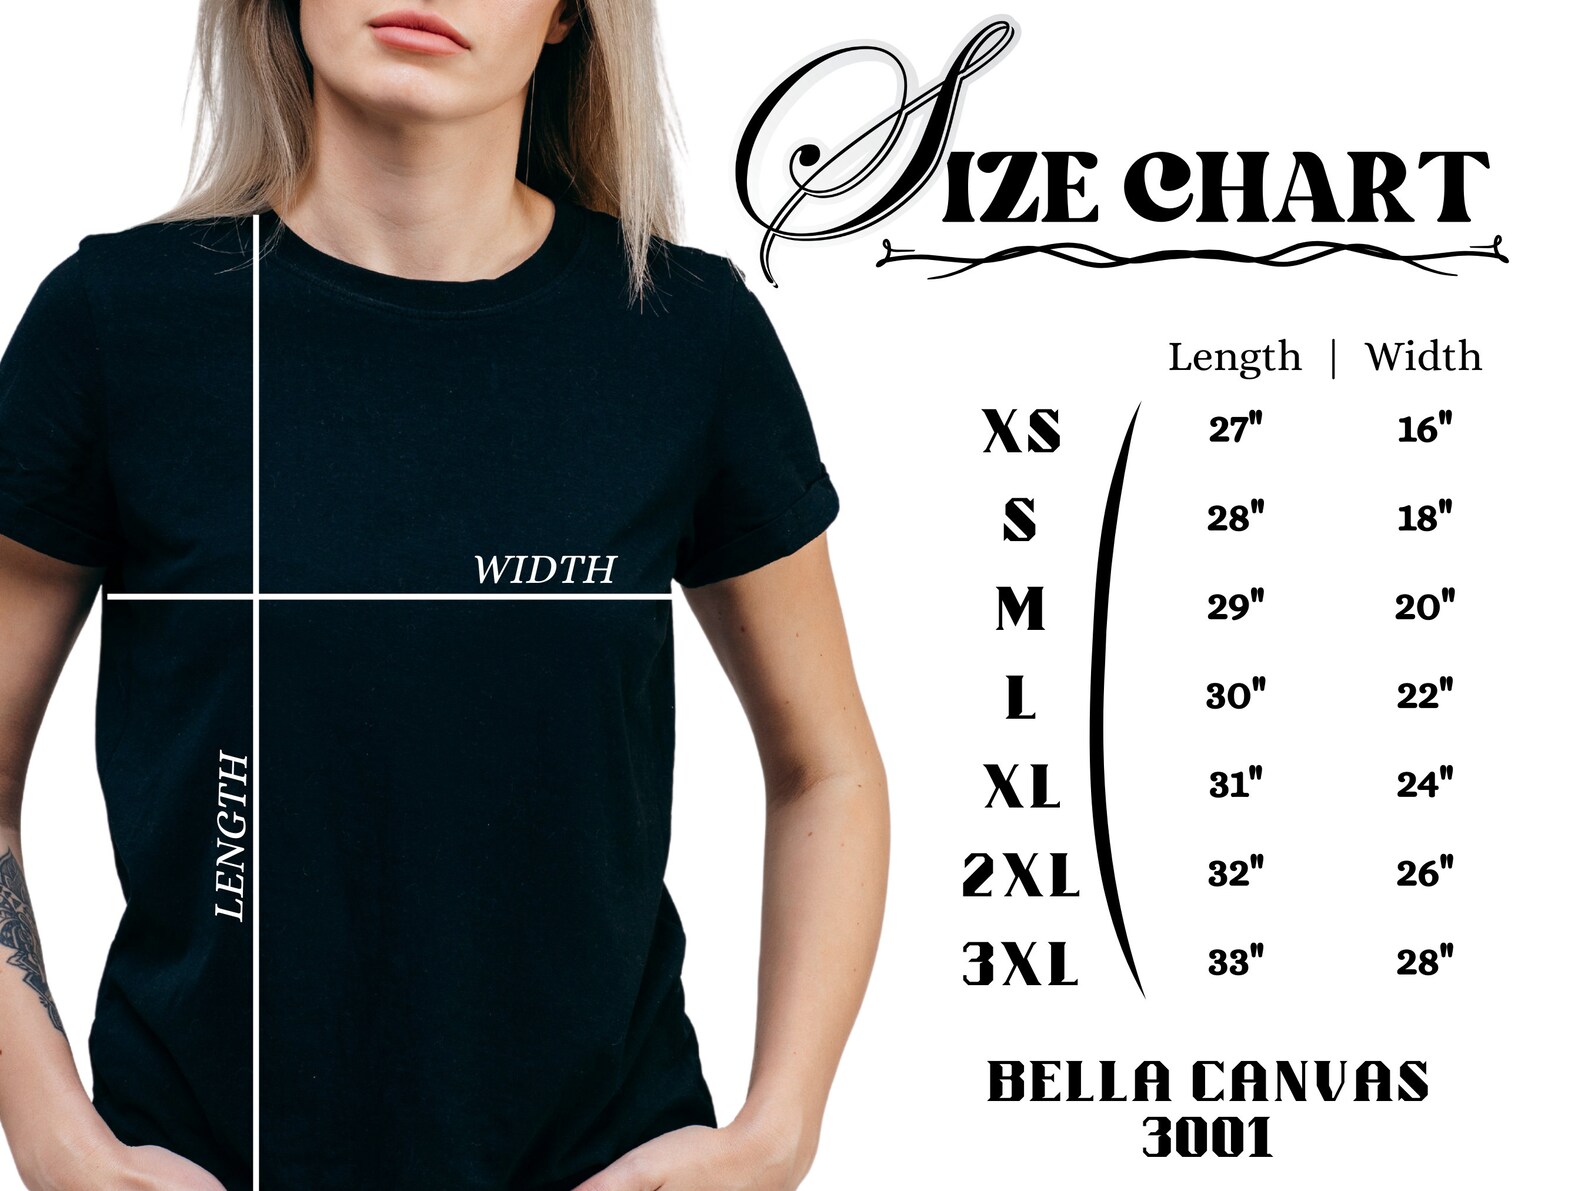 SIZE CHART
Length | Width
XS 27" 16"
S 28" 18"
M 29" 20"
L 30" 22"
XL 31" 24"
2XL 32" 26"
3XL 33" 28"
BELLA CANVAS
3001
WIDTH
LENGTH